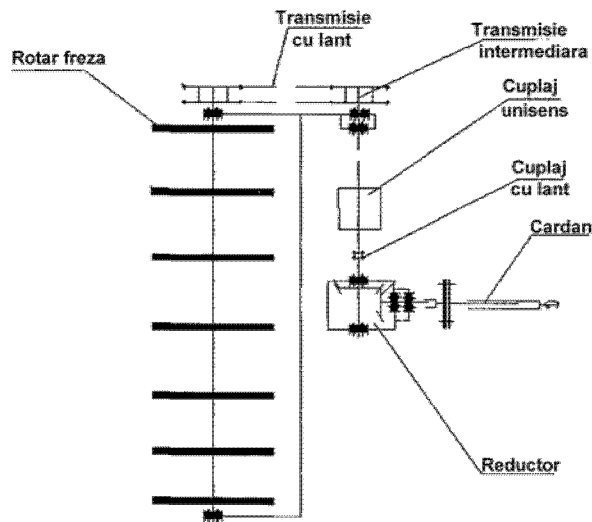 Transmisie
cu lant
Transmisie
intermediara
Rotar freza
Cuplaj
unisens
Cuplaj
cu lant
Cardan
Reductor